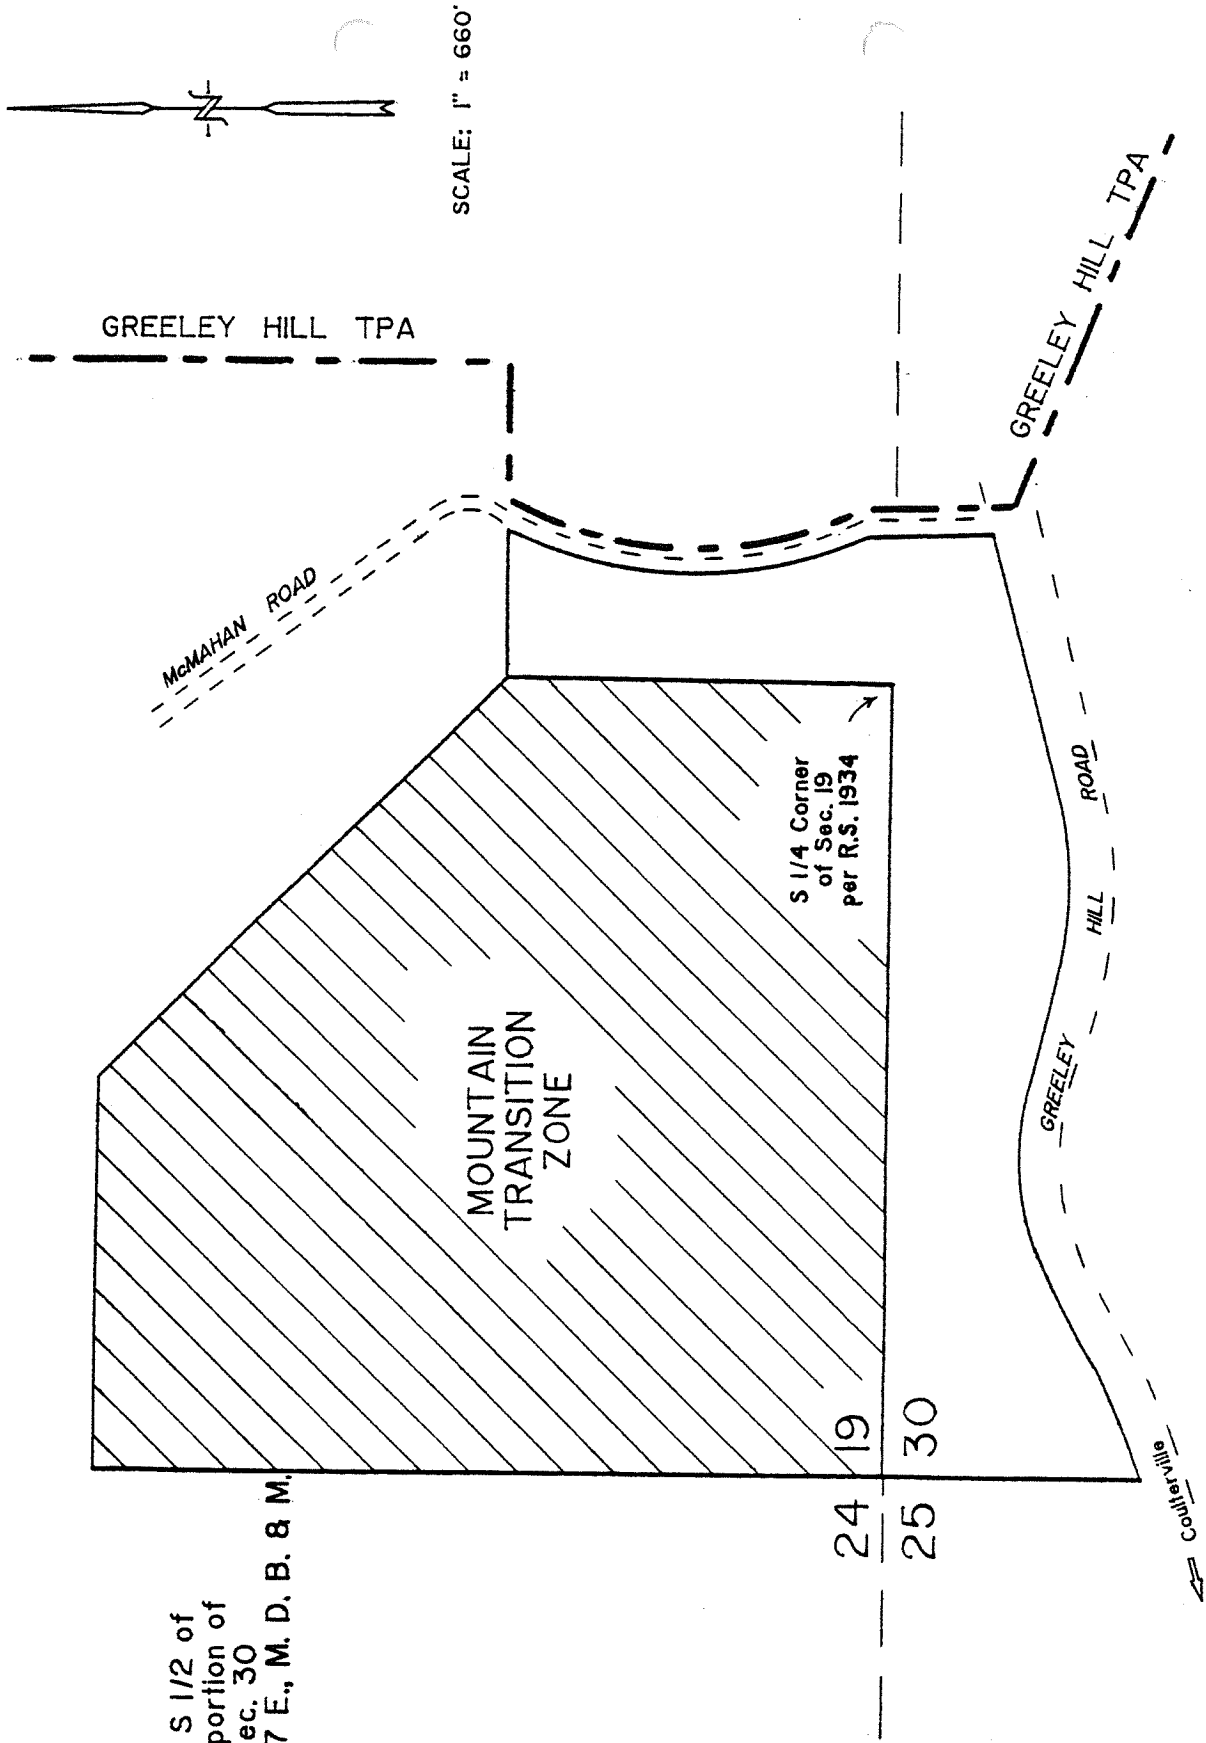 SCALE: 1" = 660'
GREELEY HILL TPA
GREELEY HILL TPA
McMAHAN ROAD
S 1/2 of
portion of
ec. 30
7 E., M. D. B. & M.
MOUNTAIN
TRANSITION
ZONE
S 1/4 Corner
of Sec. 19
per R.S. 1934
24 19
25 30
GREELEY HILL ROAD
Coulterville